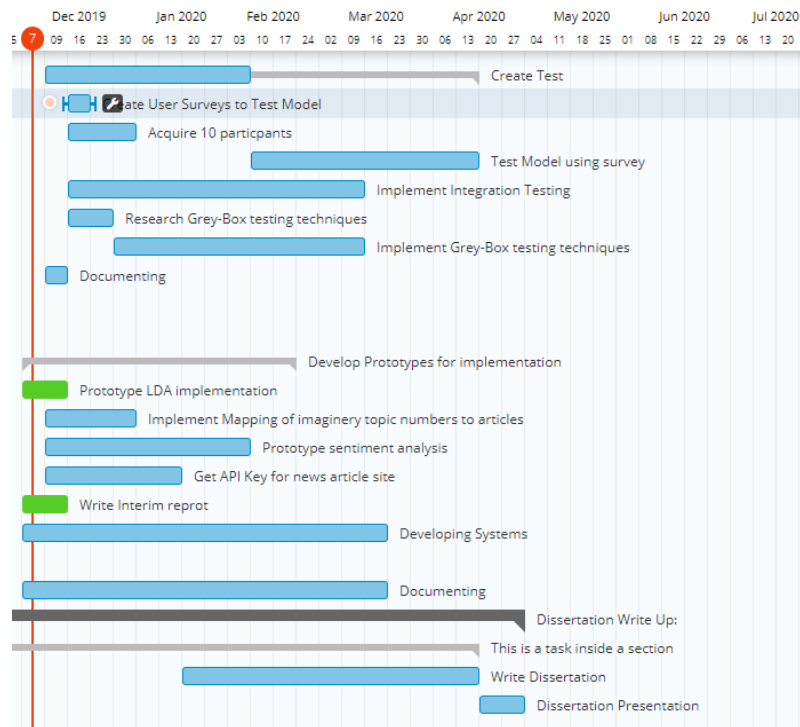 Dec 2019 Jan 2020 Feb 2020 Mar 2020 Apr 2020 May 2020 Jun 2020 Jul 2020
5 7 09 16 23 30 06 13 20 27 03 10 17 24 02 09 16 23 30 06 13 20 27 04 11 18 25 01 08 15 22 29 06 13 20
Create Test
eate User Surveys to Test Model
Acquire 10 particpants
Test Model using survey
Implement Integration Testing
Research Grey-Box testing techniques
Implement Grey-Box testing techniques
Documenting
Develop Prototypes for implementation
Prototype LDA implementation
Implement Mapping of imaginery topic numbers to articles
Prototype sentiment analysis
Get API Key for news article site
Write Interim reprot
Developing Systems
Documenting
Dissertation Write Up:
This is a task inside a section
Write Dissertation
Dissertation Presentation